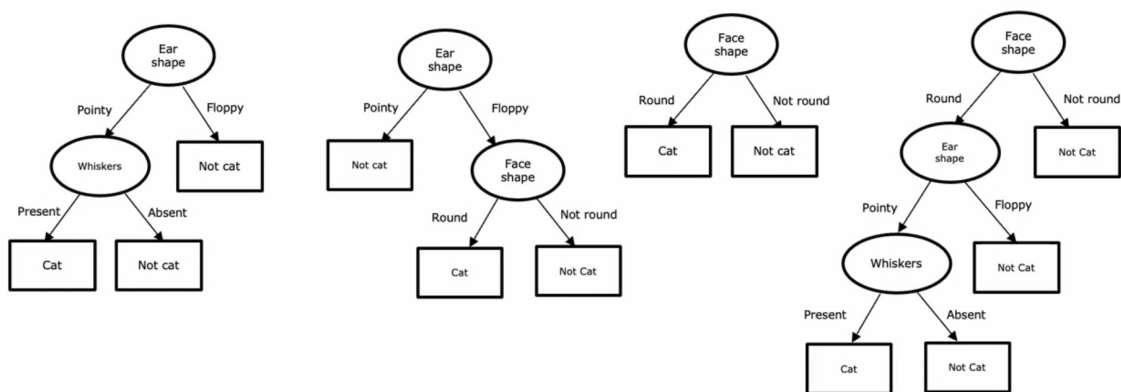 Ear
shape
Pointy
Floppy
Whiskers
Not cat
Present
Absent
Cat
Not cat
Ear
shape
Pointy
Floppy
Not cat
Face
shape
Round
Not round
Cat
Not Cat
Face
shape
Round
Not round
Cat
Not cat
Face
shape
Round
Not round
Ear
shape
Not Cat
Pointy
Floppy
Whiskers
Not Cat
Present
Absent
Cat
Not Cat